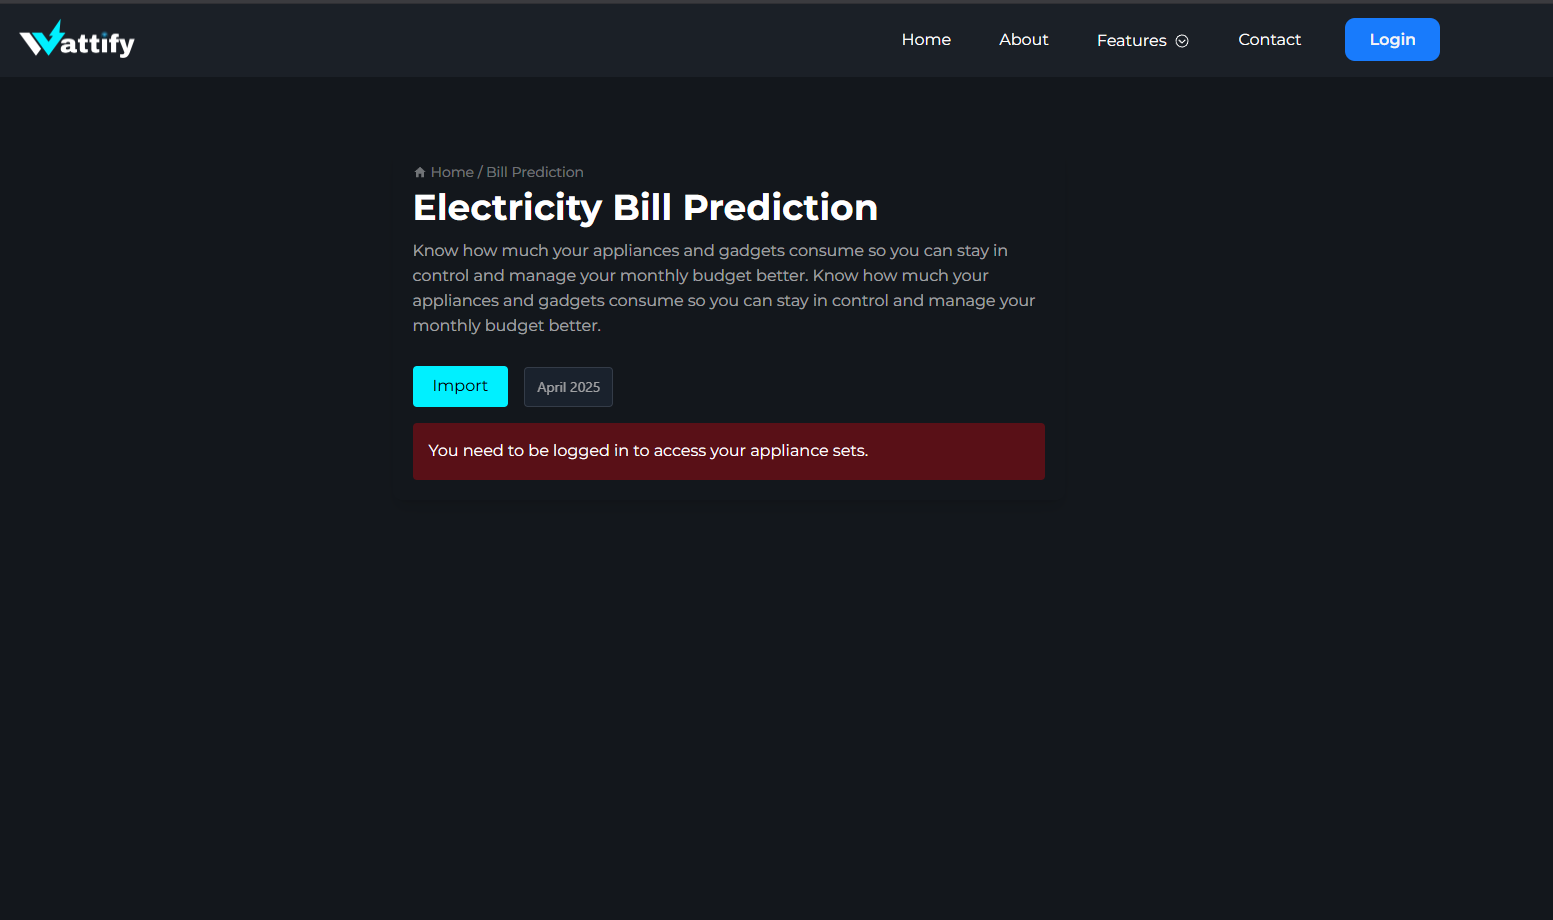 Wattify
Home About Features Contact Login
Home / Bill Prediction
Electricity Bill Prediction
Know how much your appliances and gadgets consume so you can stay in
control and manage your monthly budget better. Know how much your
appliances and gadgets consume so you can stay in control and manage your
monthly budget better.
Import April 2025
You need to be logged in to access your appliance sets.